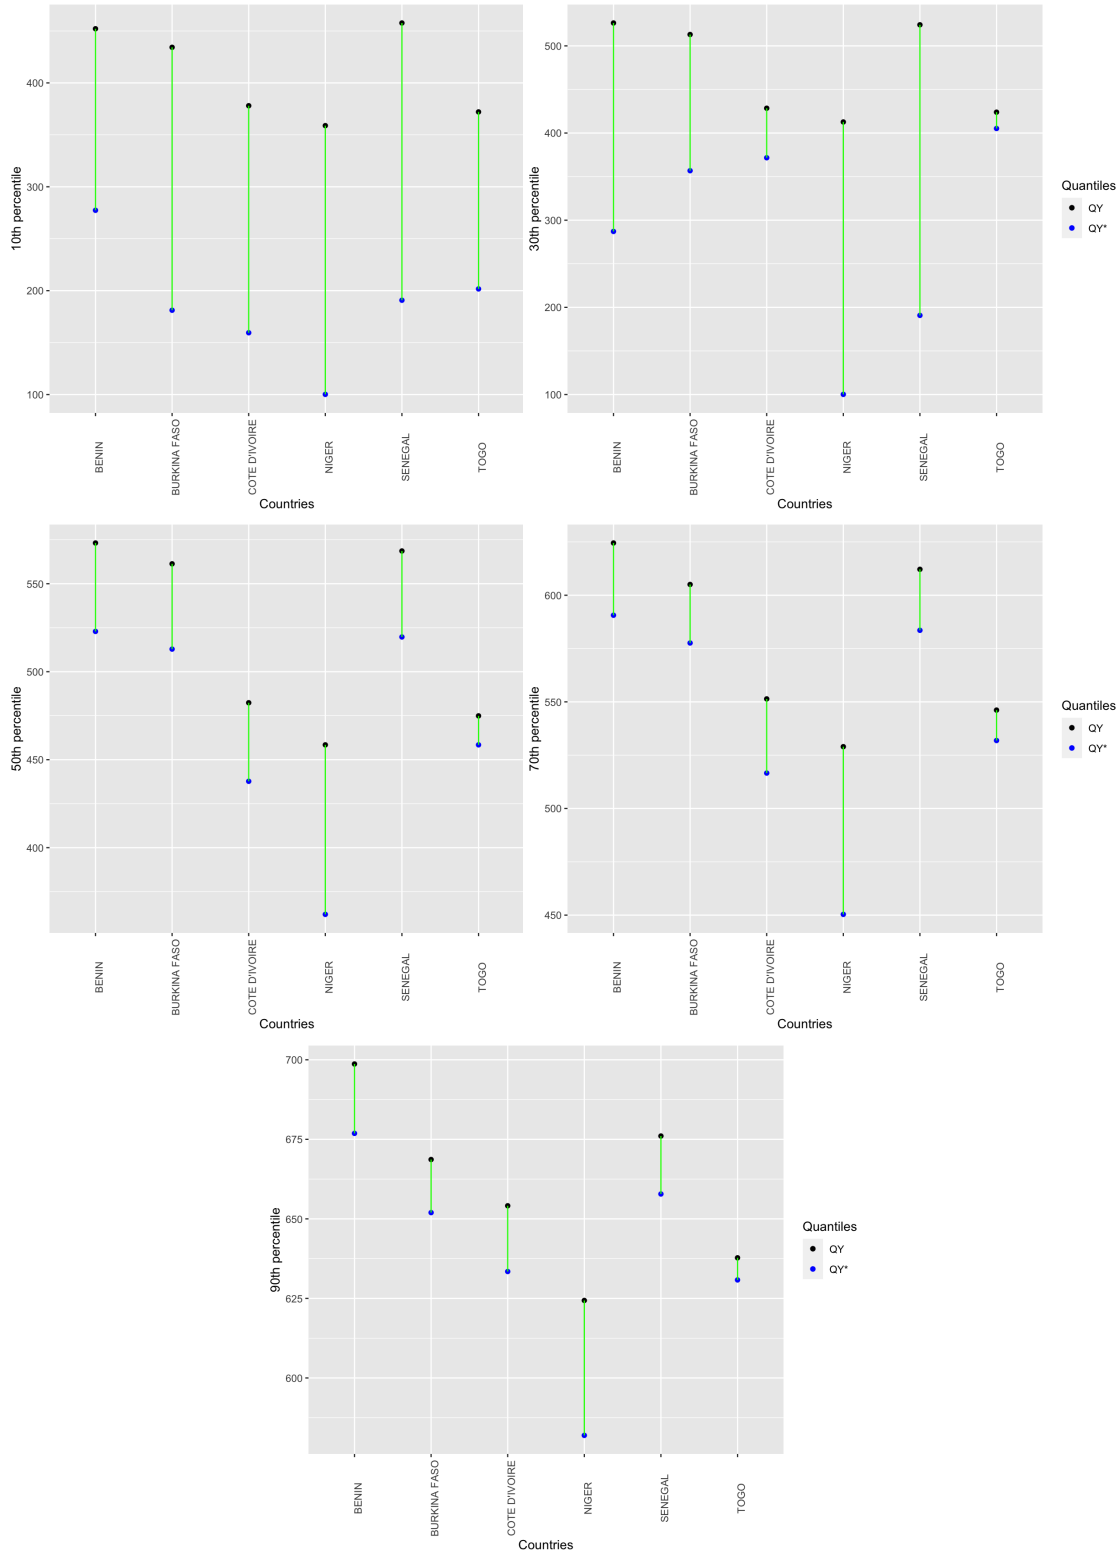 10th percentile
400
300
200
100
BENIN
BURKINA FASO
COTE D'IVOIRE
NIGER
SENEGAL
TOGO
Countries
30th percentile
500
400
300
200
100
BENIN
BURKINA FASO
COTE D'IVOIRE
NIGER
SENEGAL
TOGO
Countries
Quantiles
QY
QY*
50th percentile
550
500
450
400
BENIN
BURKINA FASO
COTE D'IVOIRE
NIGER
SENEGAL
TOGO
Countries
70th percentile
600
550
500
450
BENIN
BURKINA FASO
COTE D'IVOIRE
NIGER
SENEGAL
TOGO
Countries
Quantiles
QY
QY*
90th percentile
700
675
650
625
600
BENIN
BURKINA FASO
COTE D'IVOIRE
NIGER
SENEGAL
TOGO
Countries
Quantiles
QY
QY*